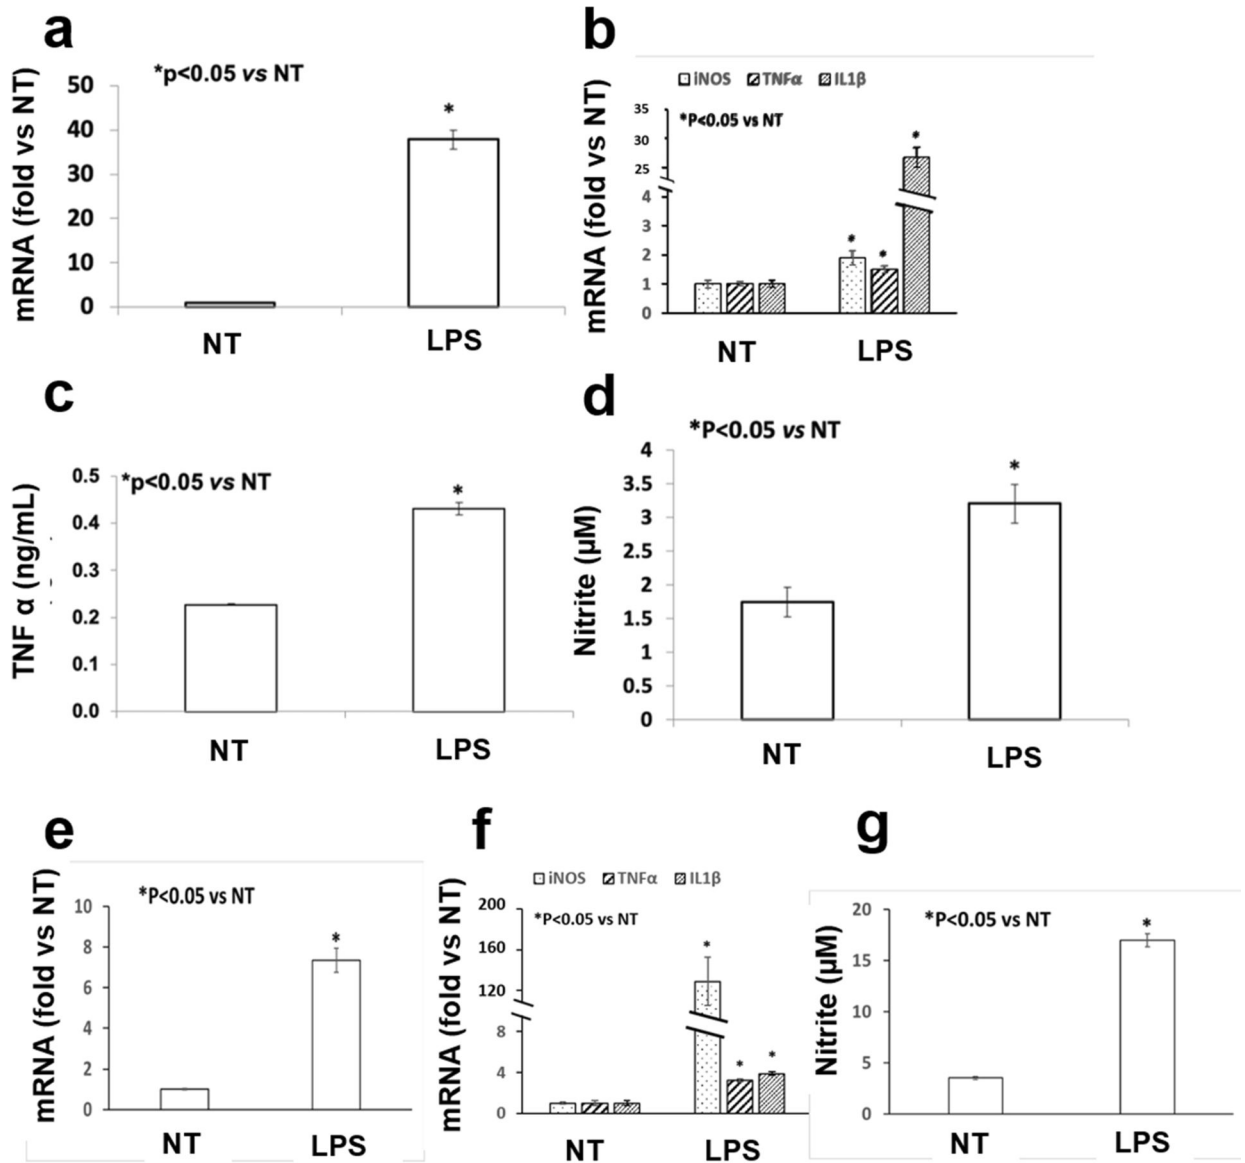 a
*p<0.05 vs NT
mRNA (fold vs NT)
50
40
30
20
10
0
*
NT
LPS
b
iNOS TNFα IL1β
*P<0.05 vs NT
mRNA (fold vs NT)
35
30
25
4
3
2
1
0
*
*
*
NT
LPS
c
*p<0.05 vs NT
TNF α (ng/mL)
0.5
0.4
0.3
0.2
0.1
0.0
*
NT
LPS
d
*P<0.05 vs NT
Nitrite (µM)
4
3.5
3
2.5
2
1.5
1
0.5
0
*
NT
LPS
e
*P<0.05 vs NT
mRNA (fold vs NT)
10
8
6
4
2
0
*
NT
LPS
f
iNOS TNFα IL1β
*P<0.05 vs NT
mRNA (fold vs NT)
200
160
120
8
4
0
*
*
*
NT
LPS
g
*P<0.05 vs NT
Nitrite (µM)
20
15
10
5
0
*
NT
LPS